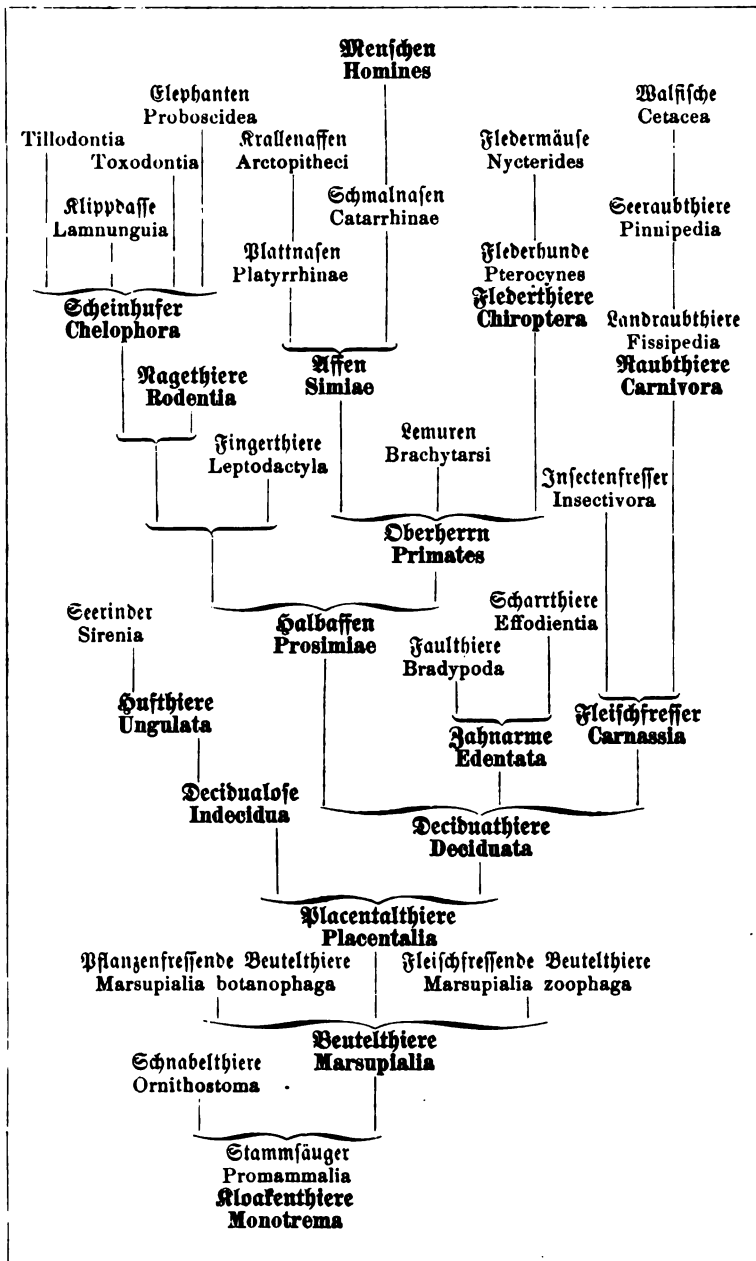 Menschen
Homines
Elephanten
Proboscidea
Walfische
Cetacea
Tillodontia
Toxodontia
Krallenaffen
Arctopitheci
Fledermäuse
Nycterides
Klippdasse
Lamnunguia
Schmalnasen
Catarrhinae
Seeraubthiere
Pinnipedia
Plattnasen
Platyrrhinae
Flederhunde
Pterocynes
Flederthiere
Chiroptera
Scheinhufer
Chelophora
Landraubthiere
Fissipedia
Raubthiere
Carnivora
Affen
Simiae
Nagethiere
Rodentia
Fingerthiere
Leptodactyla
Lemuren
Brachytarsi
Insectenfresser
Insectivora
Oberherrn
Primates
Seerinder
Sirenia
Halbaffen
Prosimiae
Scharrthiere
Effodientia
Faulthiere
Bradypoda
Hufthiere
Ungulata
Zahnarme
Edentata
Fleischfresser
Carnassia
Decidualose
Indecidua
Deciduathiere
Deciduata
Placentalthiere
Placentalia
Pflanzenfressende Beutelthiere
Marsupialia botanophaga
Fleischfressende Beutelthiere
Marsupialia zoophaga
Beutelthiere
Marsupialia
Schnabelthiere
Ornithostoma
Stammsäuger
Promammalia
Kloakenthiere
Monotrema